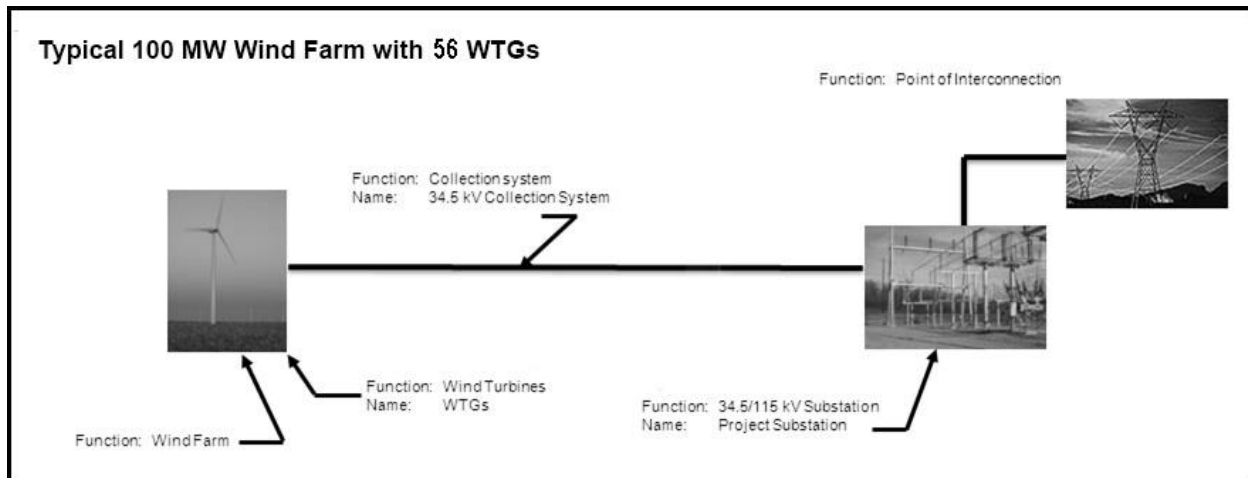 Typical 100 MW Wind Farm with 56 WTGs
Function: Point of Interconnection
Function: Collection system
Name: 34.5 kV Collection System
Function: Wind Turbines
Name: WTGs
Function: 34.5/115 kV Substation
Name: Project Substation
Function: Wind Farm